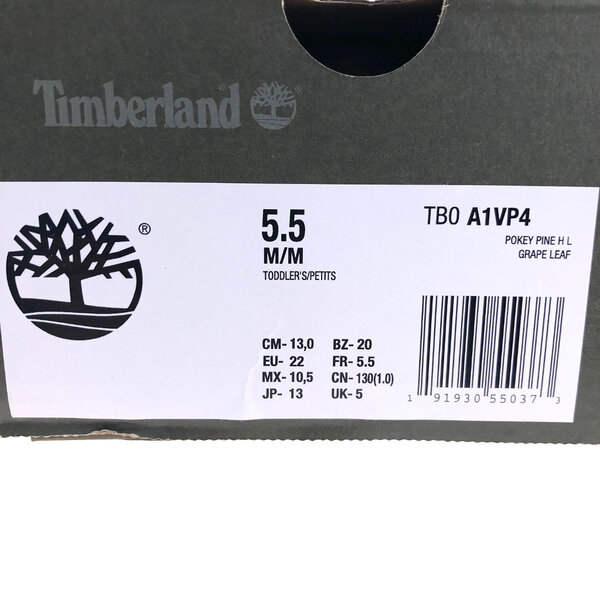 Timberland ®
®
5.5
M/M
TODDLER'S/PETITS
TBO A1VP4
POKEY PINE H L
GRAPE LEAF
CM- 13,0 BZ- 20
EU- 22 FR- 5.5
MX- 10,5 CN- 130(1.0)
JP- 13 UK- 5
1 91930 55037 3